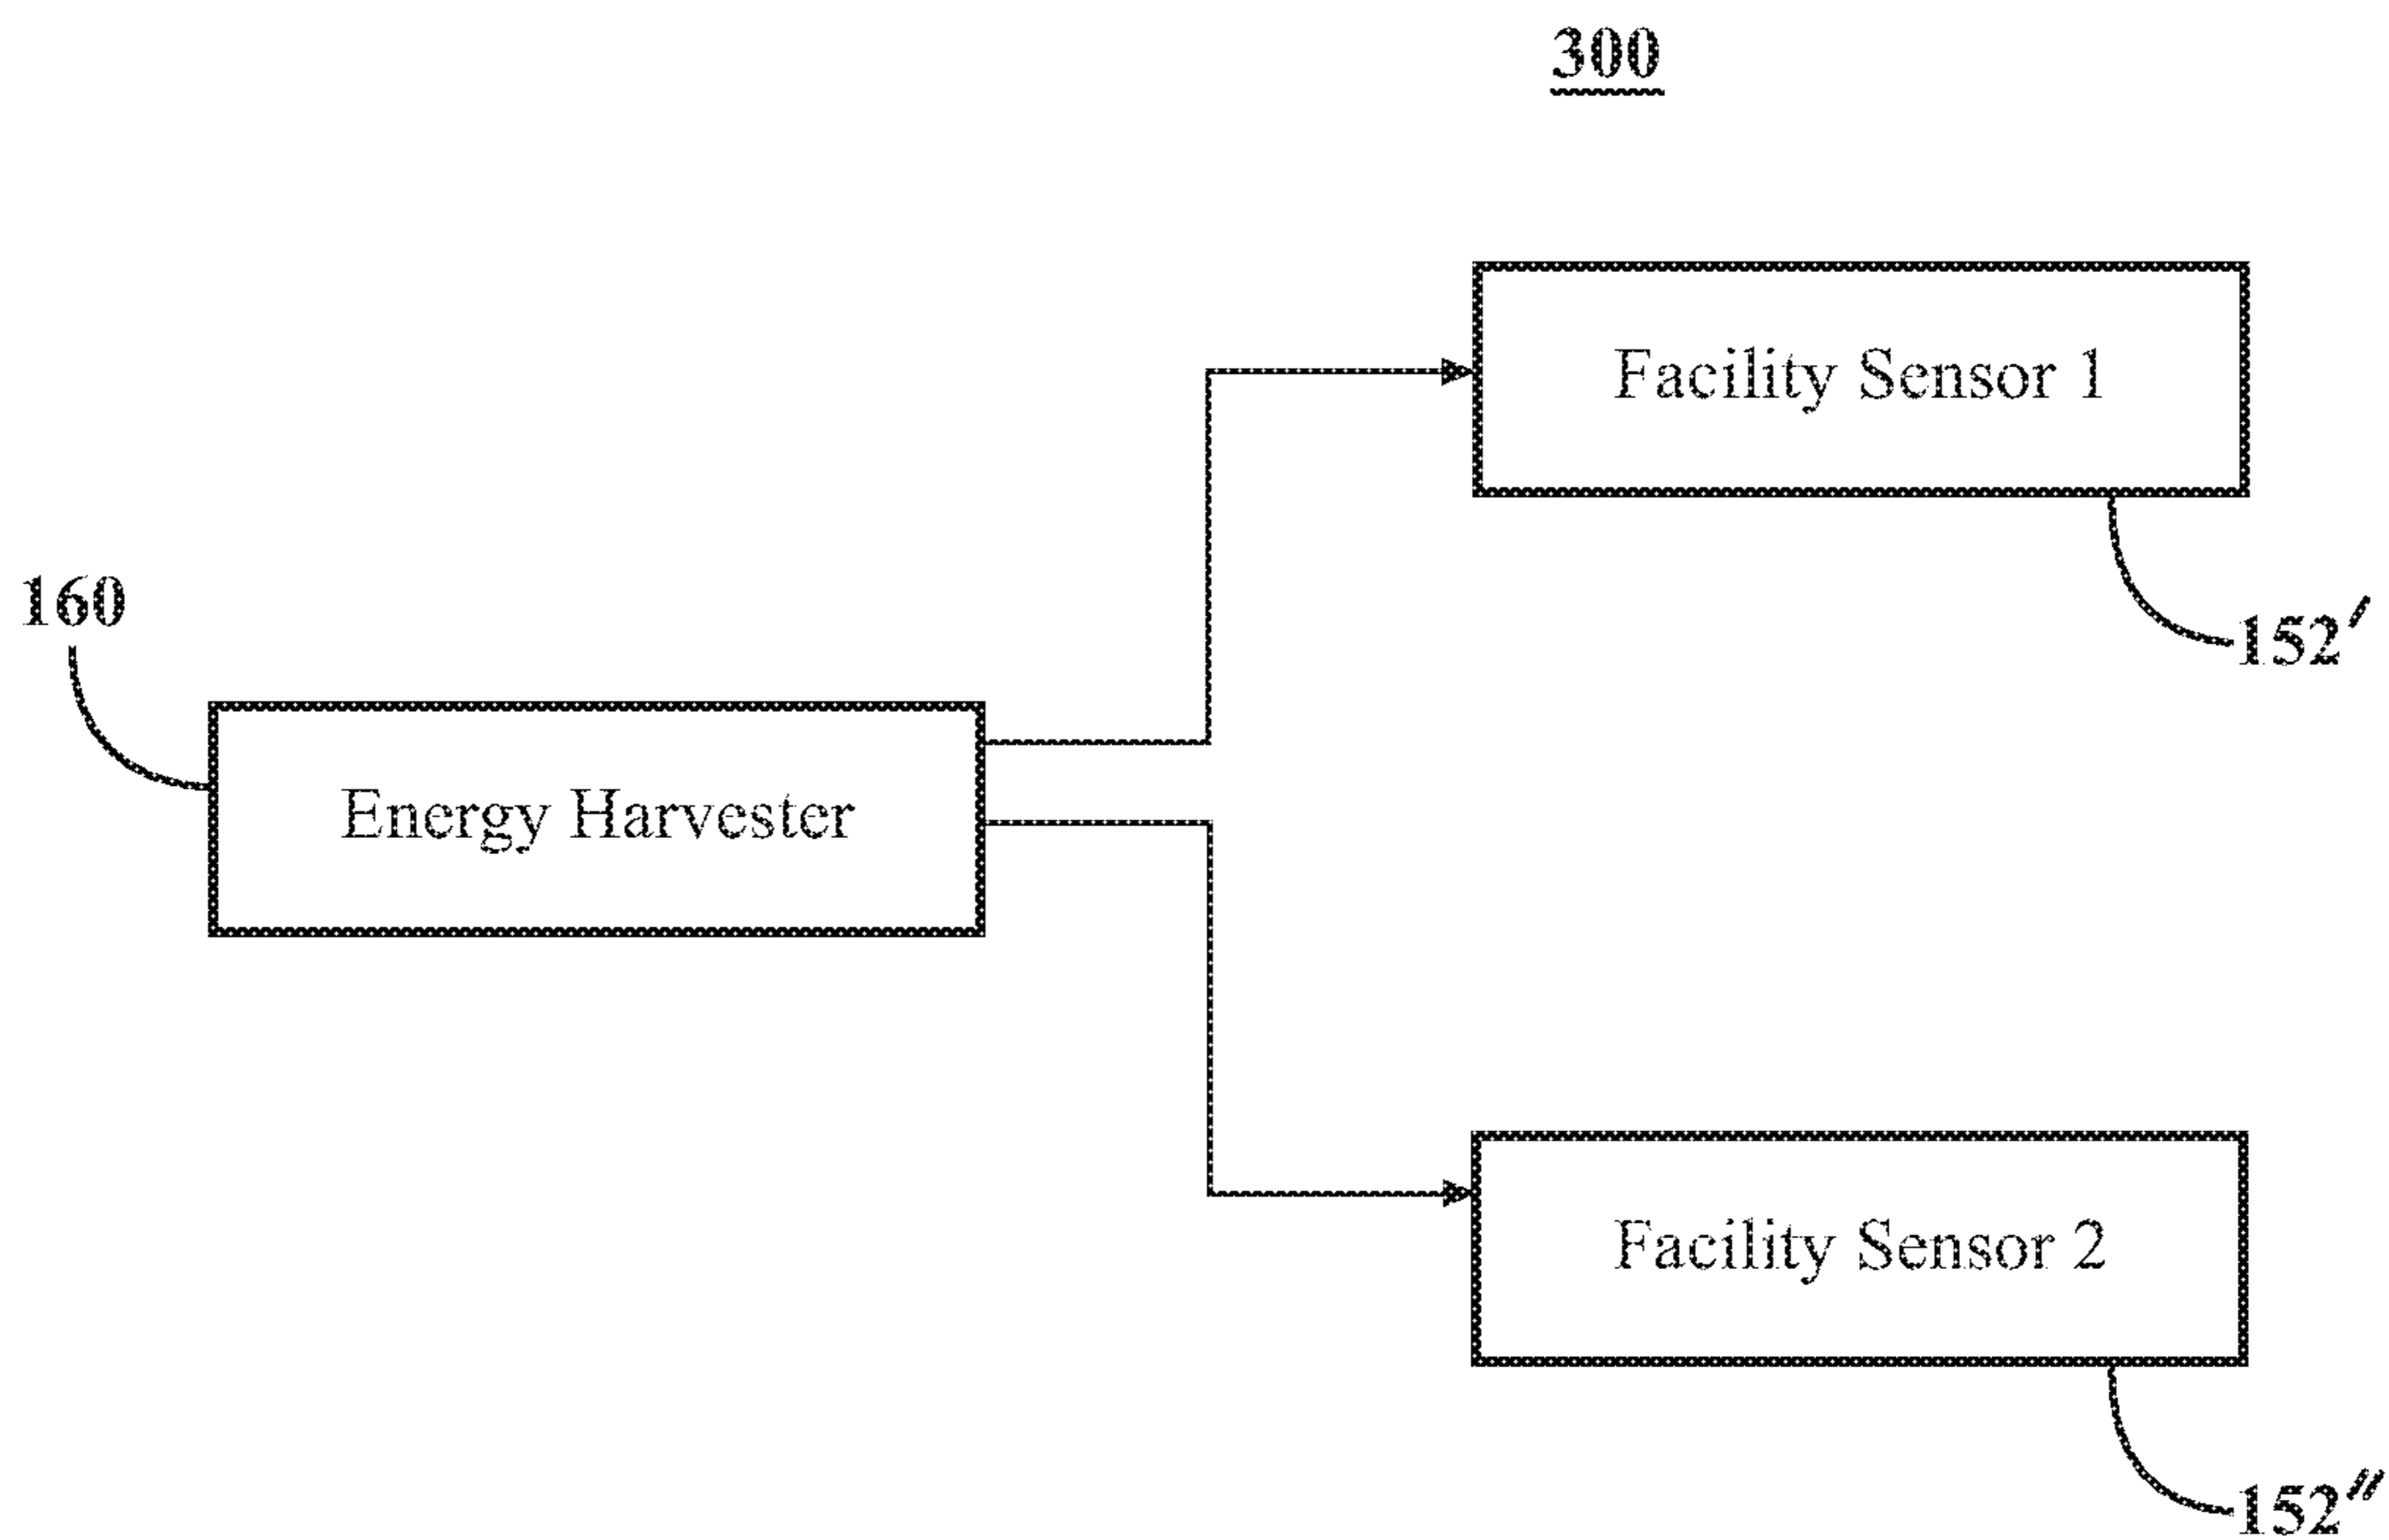 300
Facility Sensor 1
160
152′
Energy Harvester
Facility Sensor 2
152″